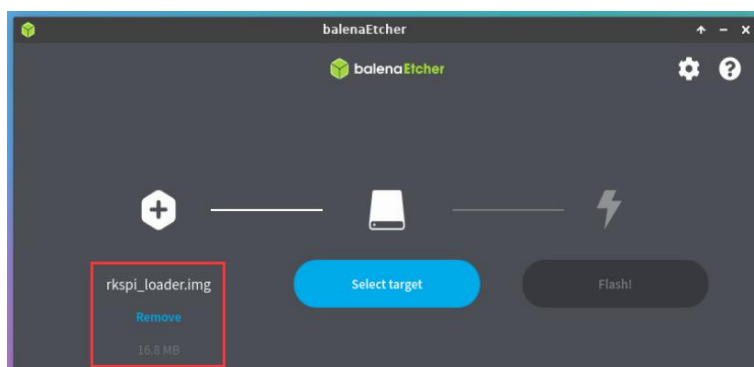 balenaEtcher
balenaEtcher
rkspi_loader.img
Select target
Flash!
Remove
16.8 MB